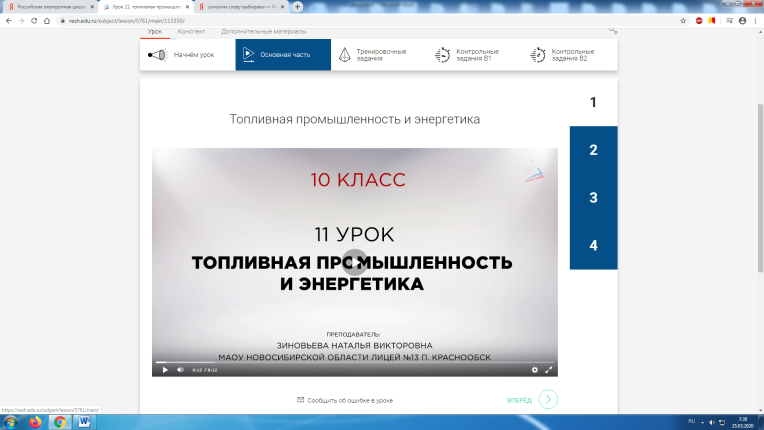 Российская электронная школ
Урок 11. топливная промышл
синоним слову выбираем — Я
resh.edu.ru/subject/lesson/5761/main/115350/
Урок Конспект Дополнительные материалы
Начнём урок
Основная часть
Тренировочные
задания
Контрольные
задания В1
Контрольные
задания В2
Топливная промышленность и энергетика
1
2
3
4
10 КЛАСС
11 УРОК
ТОПЛИВНАЯ ПРОМЫШЛЕННОСТЬ
И ЭНЕРГЕТИКА
ПРЕПОДАВАТЕЛЬ:
ЗИНОВЬЕВА НАТАЛЬЯ ВИКТОРОВНА
МАОУ НОВОСИБИРСКОЙ ОБЛАСТИ ЛИЦЕЙ №13 П. КРАСНООБСК
0:12 / 8:12
Сообщить об ошибке в уроке
ВПЕРЁД
https://resh.edu.ru/subject/lesson/5761/main/
RU
7:38
25.03.2020